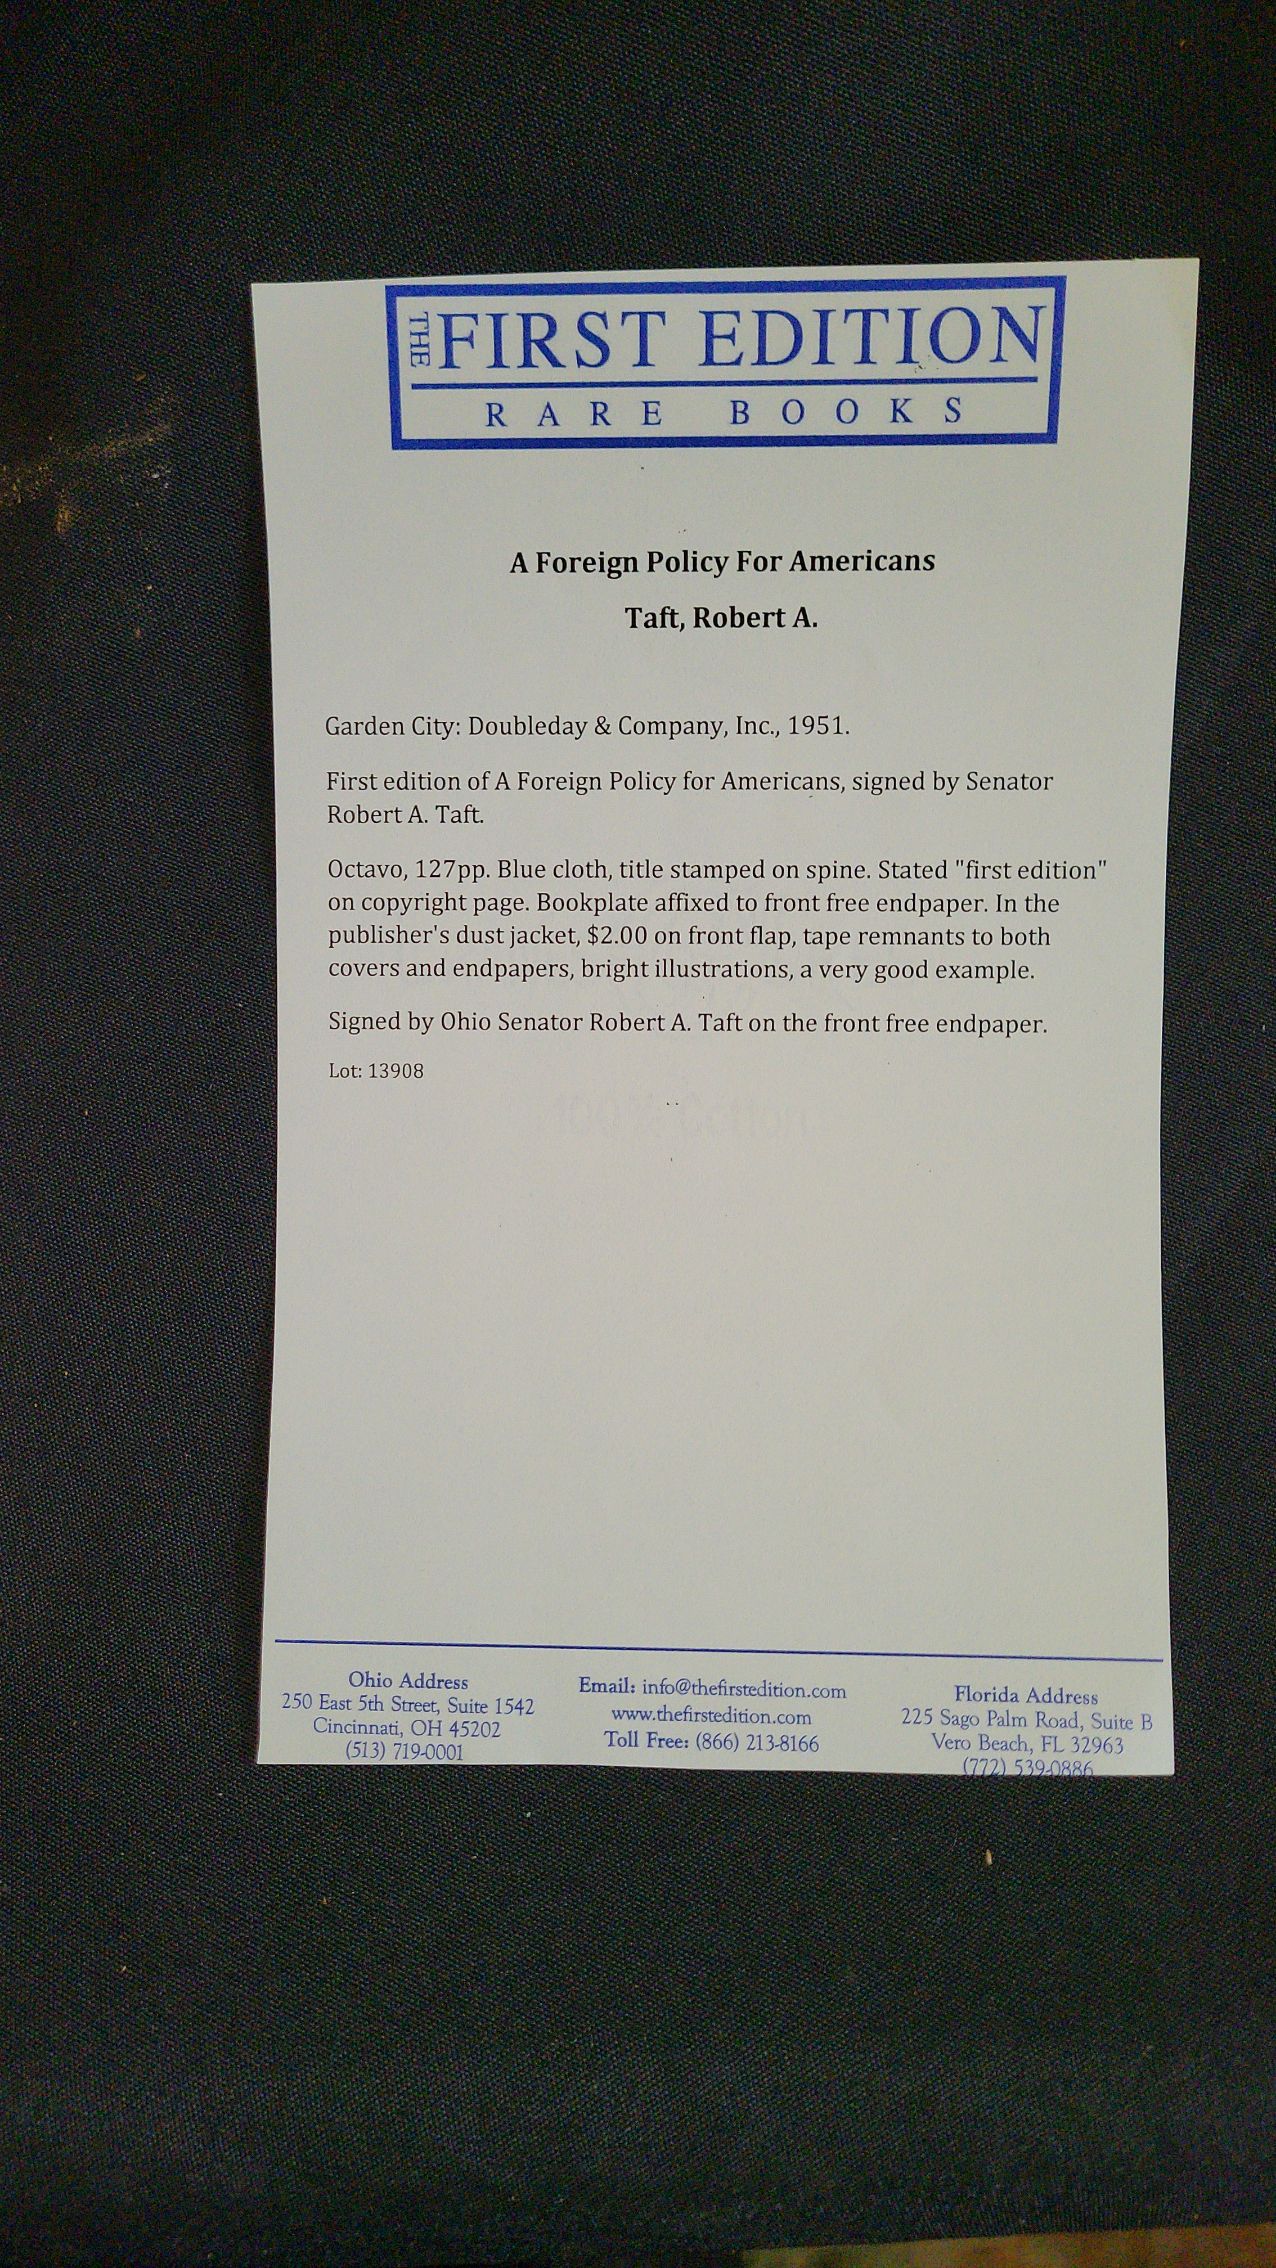 THE FIRST EDITION
RARE BOOKS
A Foreign Policy For Americans
Taft, Robert A.
Garden City: Doubleday & Company, Inc., 1951.
First edition of A Foreign Policy for Americans, signed by Senator
Robert A. Taft.
Octavo, 127pp. Blue cloth, title stamped on spine. Stated "first edition"
on copyright page. Bookplate affixed to front free endpaper. In the
publisher's dust jacket, $2.00 on front flap, tape remnants to both
covers and endpapers, bright illustrations, a very good example.
Signed by Ohio Senator Robert A. Taft on the front free endpaper.
Lot: 13908
Ohio Address
250 East 5th Street, Suite 1542
Cincinnati, OH 45202
(513) 719-0001
Email: info@thefirstedition.com
www.thefirstedition.com
Toll Free: (866) 213-8166
Florida Address
225 Sago Palm Road, Suite B
Vero Beach, FL 32963
(772) 539-0886